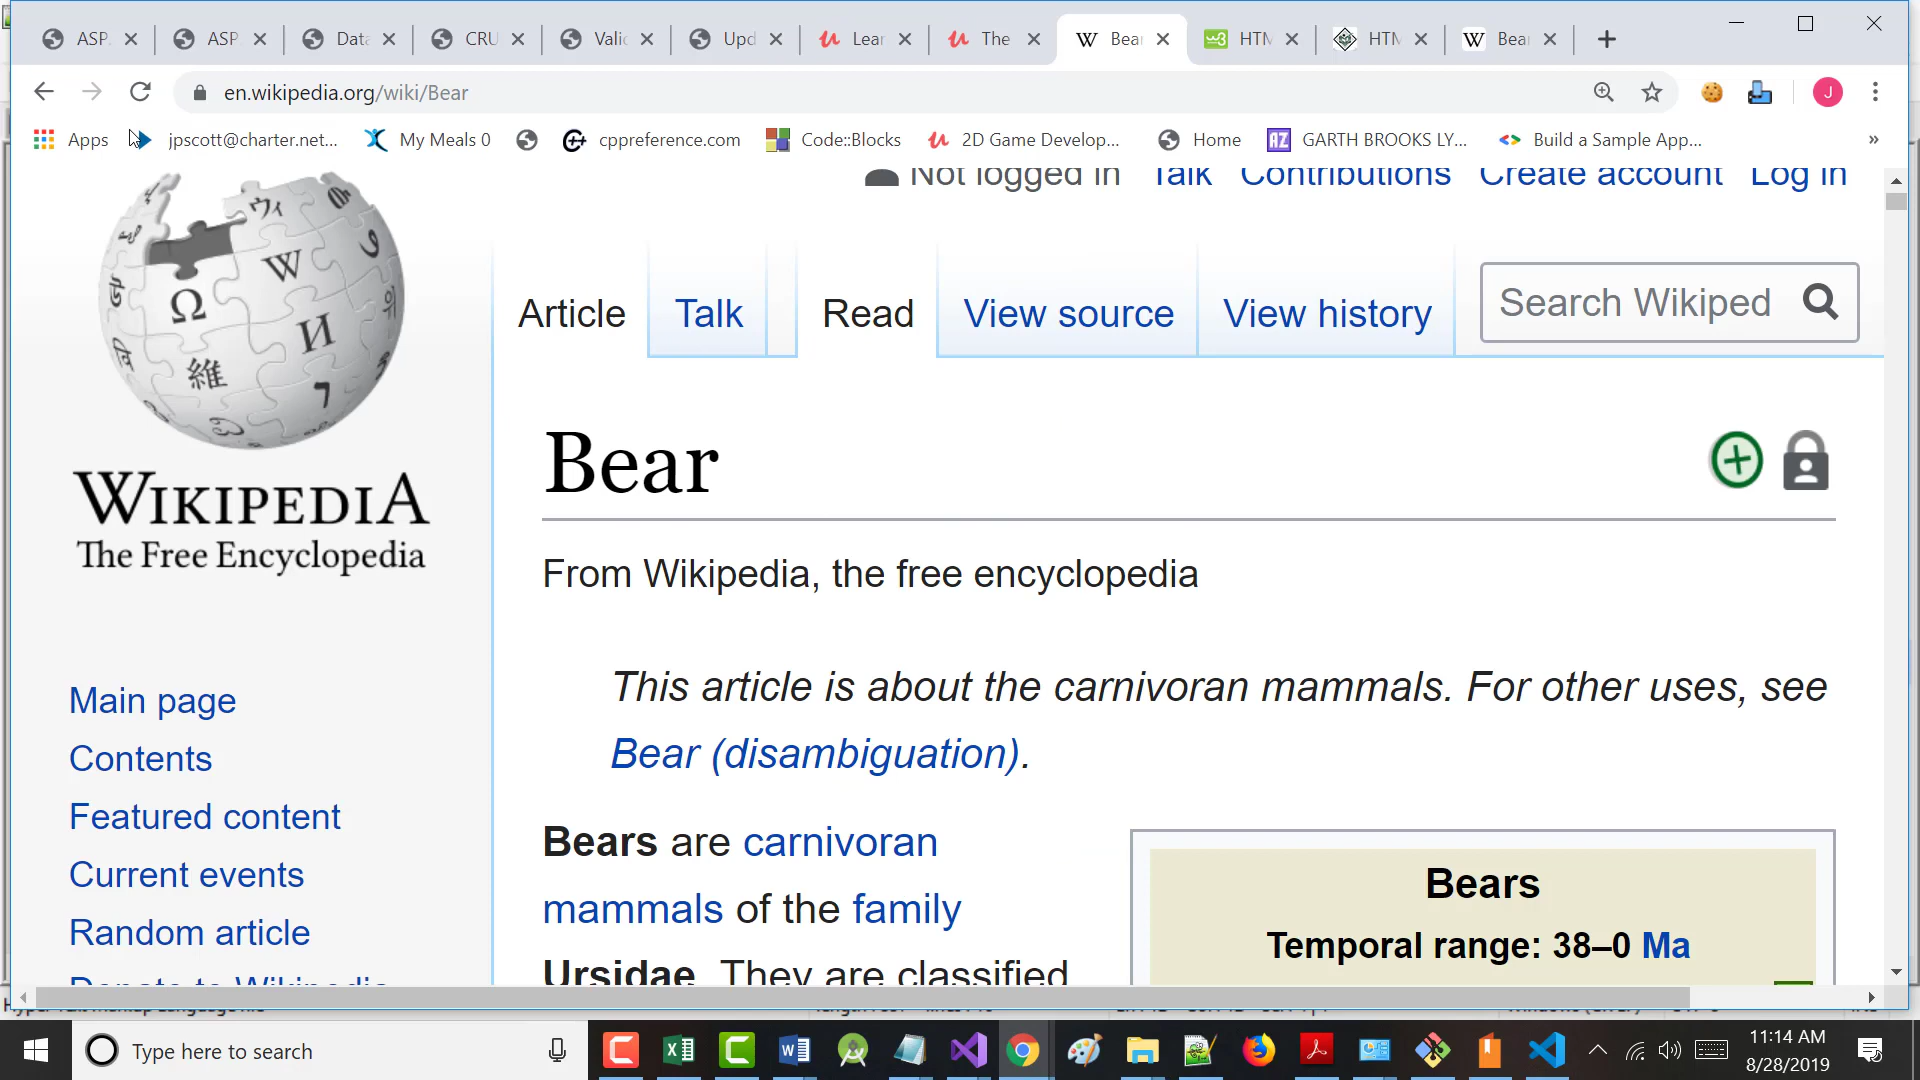 ASP
ASP
Data
CRU
Valid
Upd
Lear
The
Bear
HTM
HTM
Bear
en.wikipedia.org/wiki/Bear
J
Apps
jpscott@charter.net...
My Meals 0
cppreference.com
Code::Blocks
2D Game Develop...
Home
GARTH BROOKS LY...
Build a Sample App...
»
Not logged in
Talk
Contributions
Create account
Log in
Article
Talk
Read
View source
View history
Search Wikiped
WIKIPEDIA
The Free Encyclopedia
Bear
From Wikipedia, the free encyclopedia
This article is about the carnivoran mammals. For other uses, see
Bear (disambiguation).
Main page
Contents
Featured content
Current events
Random article
Donate to Wikipedia
Bears are carnivoran
mammals of the family
Ursidae. They are classified
Bears
Temporal range: 38–0 Ma
Type here to search
11:14 AM
8/28/2019